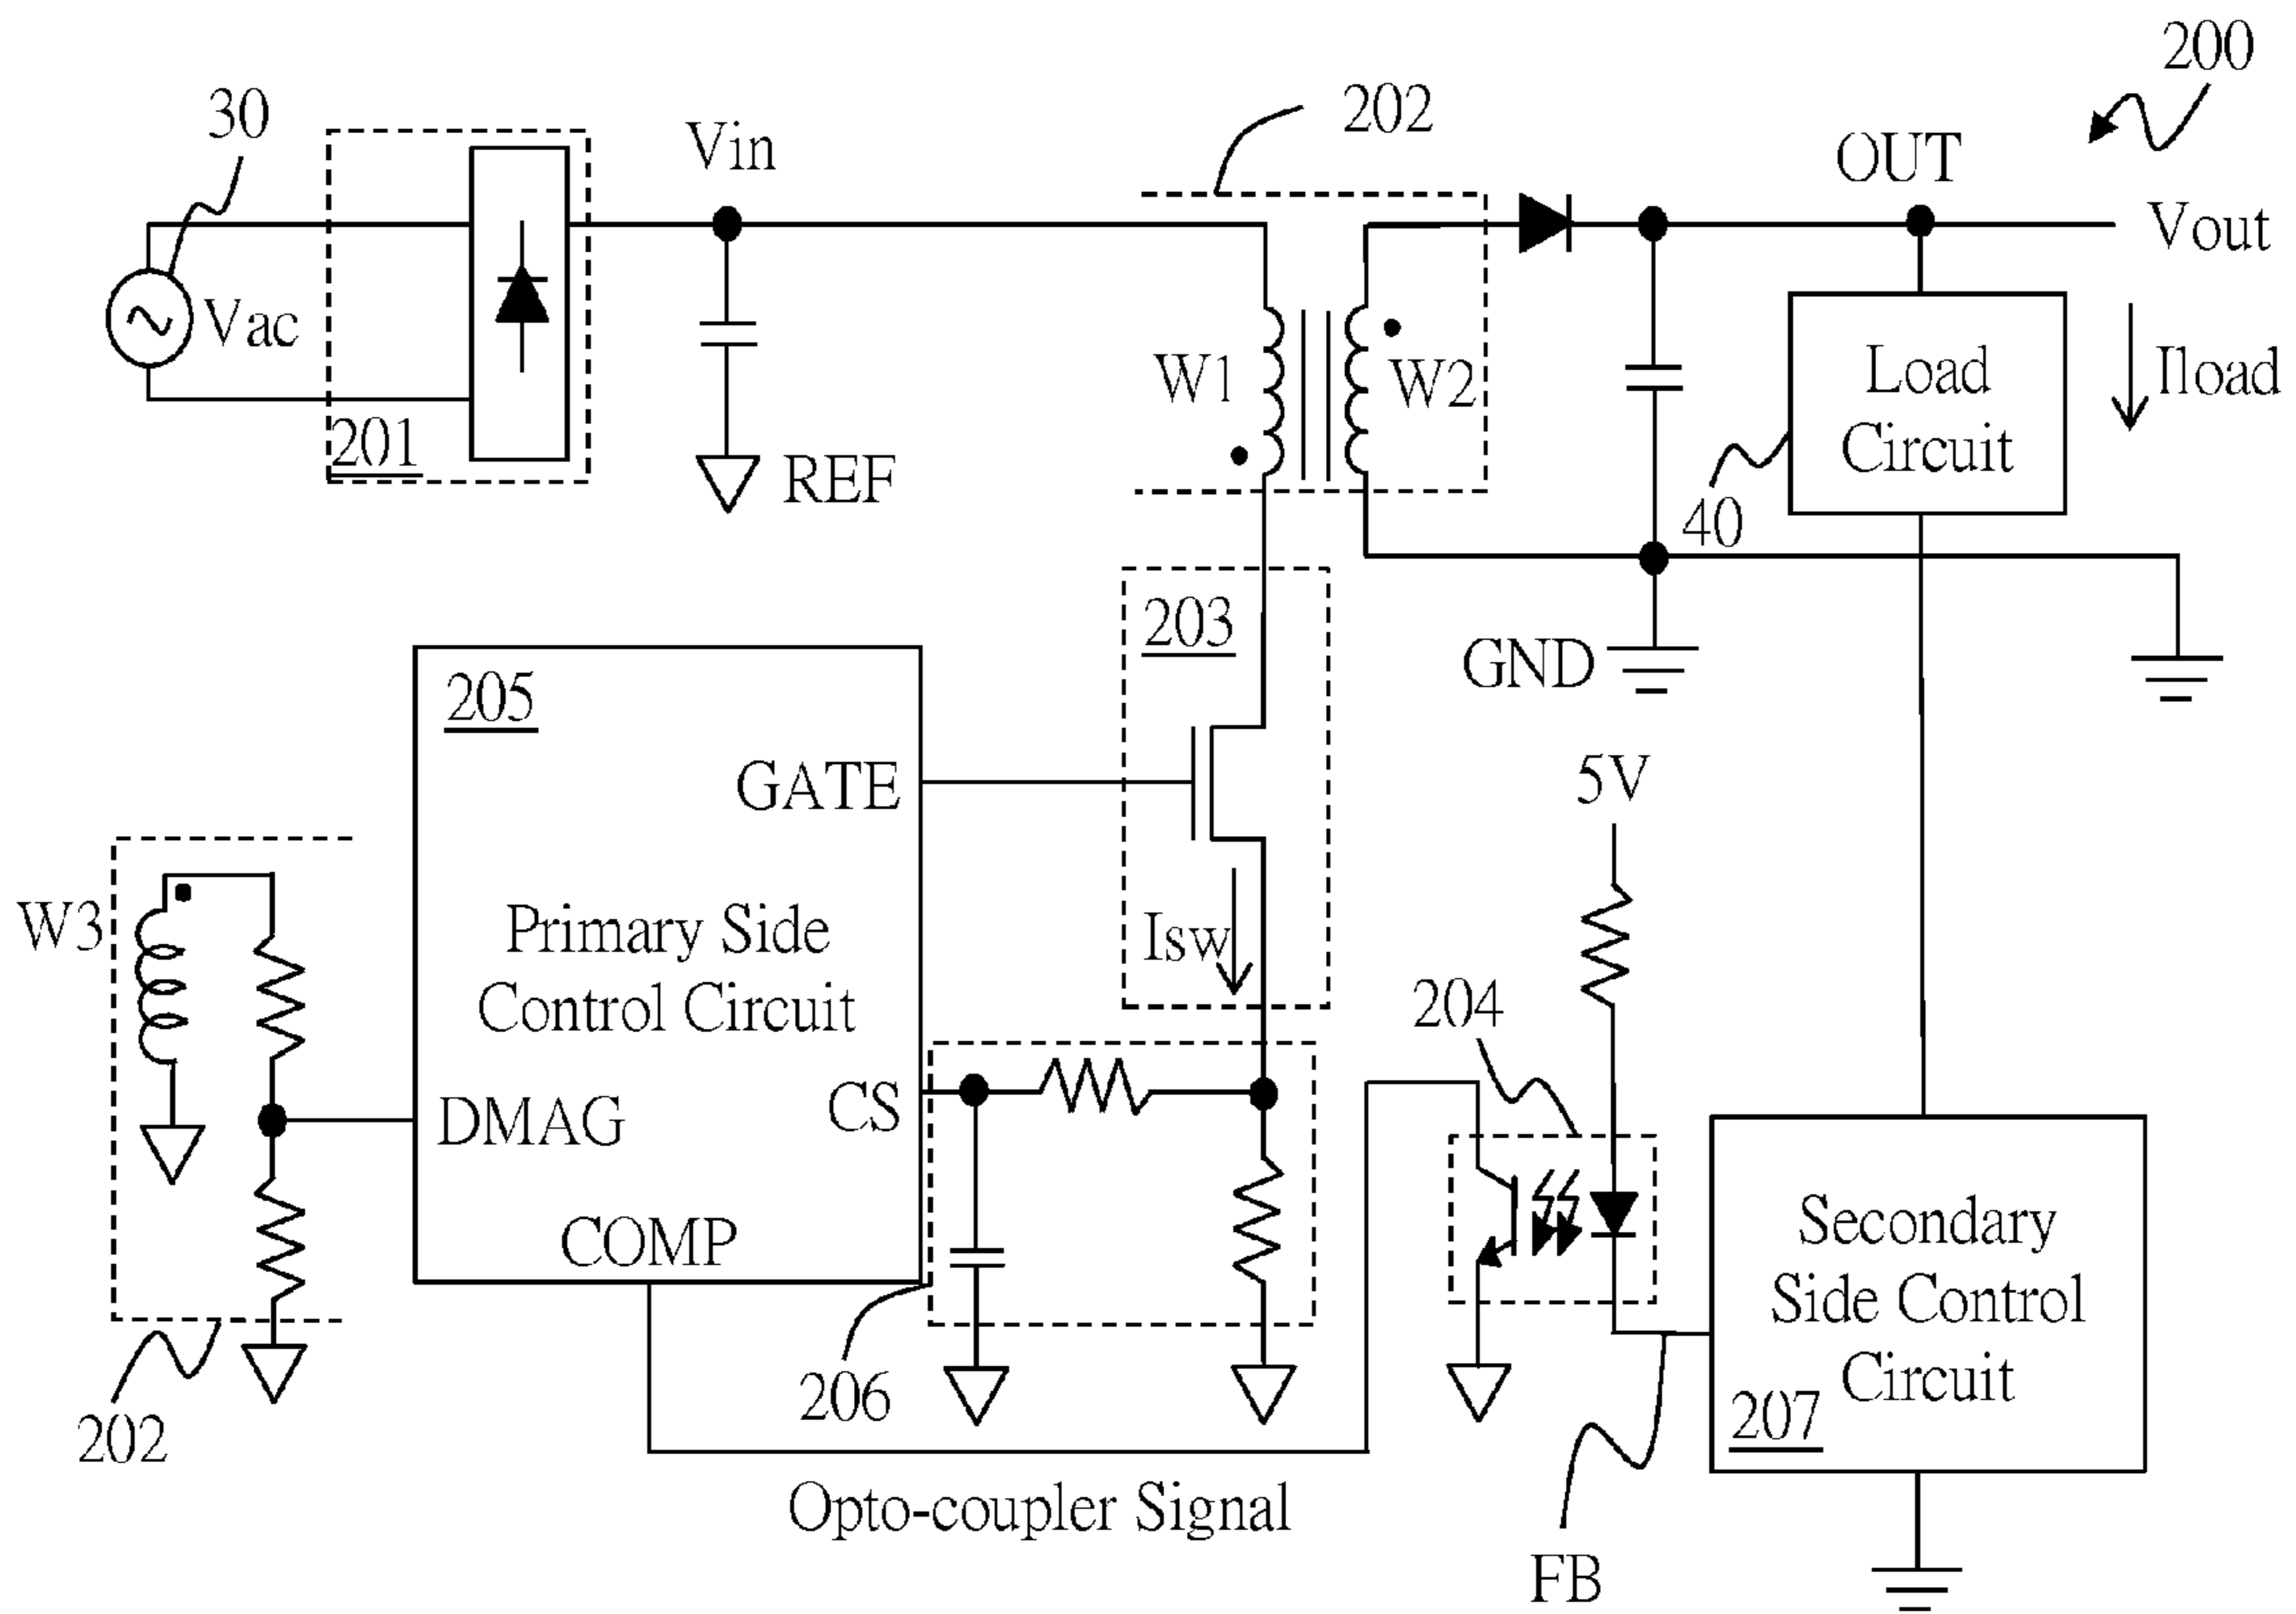 200
30
202
Vin
OUT
Vout
Vac
W1
W2
Load
Circuit
Iload
201
REF
40
203
GND
205
GATE
5V
W3
Primary Side
Control Circuit
Isw
204
DMAG
CS
COMP
Secondary
Side Control
Circuit
207
206
202
Opto-coupler Signal
FB